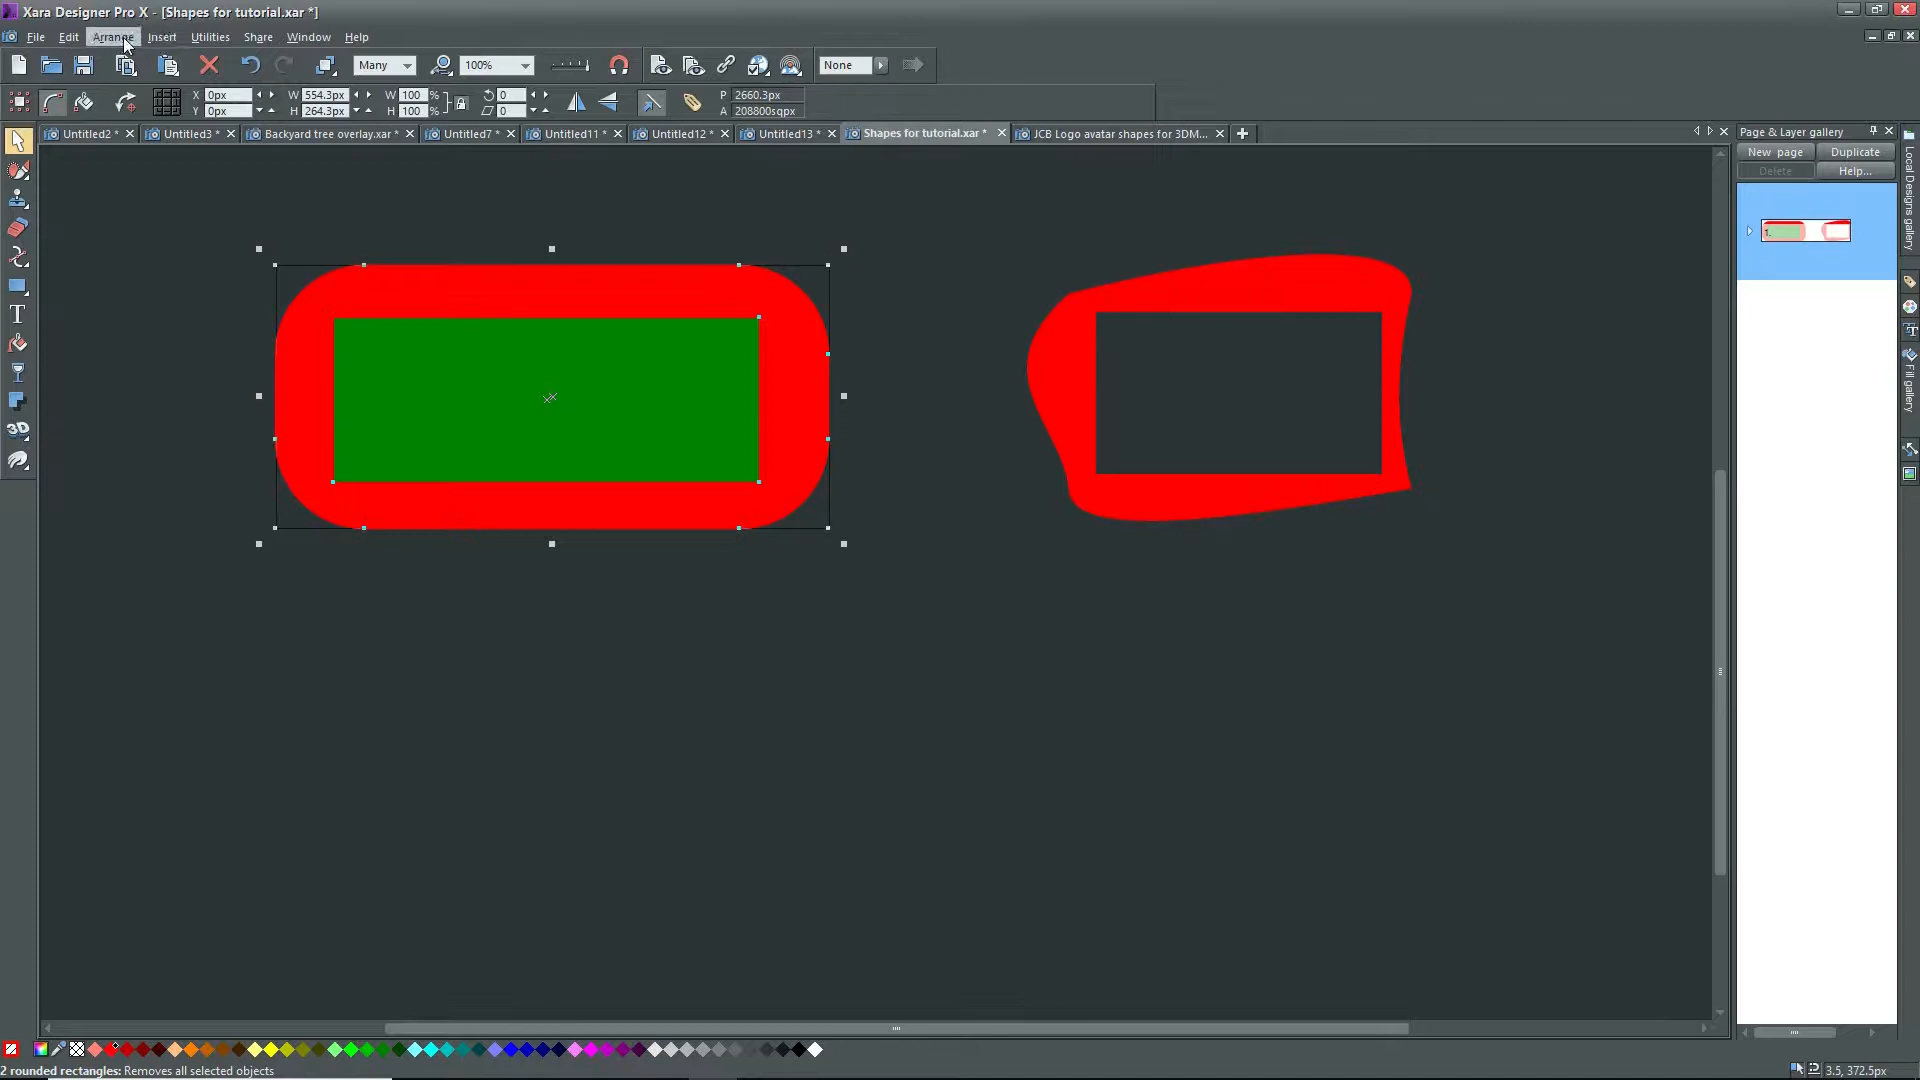 Xara Designer Pro X - [Shapes for tutorial.xar *]
File Edit Arrange Insert Utilities Share Window Help
Many 100% None
X 0px W 554.3px W 100 % 0 P 2660.3px
Y 0px H 264.3px H 100 % 0 A 208800sqpx
Untitled2 * Untitled3 * Backyard tree overlay.xar * Untitled7 * Untitled11 * Untitled12 * Untitled13 * Shapes for tutorial.xar * JCB Logo avatar shapes for 3DM...
Page & Layer gallery
New page Duplicate
Delete Help...
1.
Local Designs gallery
Fill gallery
T
3D
2 rounded rectangles: Removes all selected objects
3.5, 372.5px